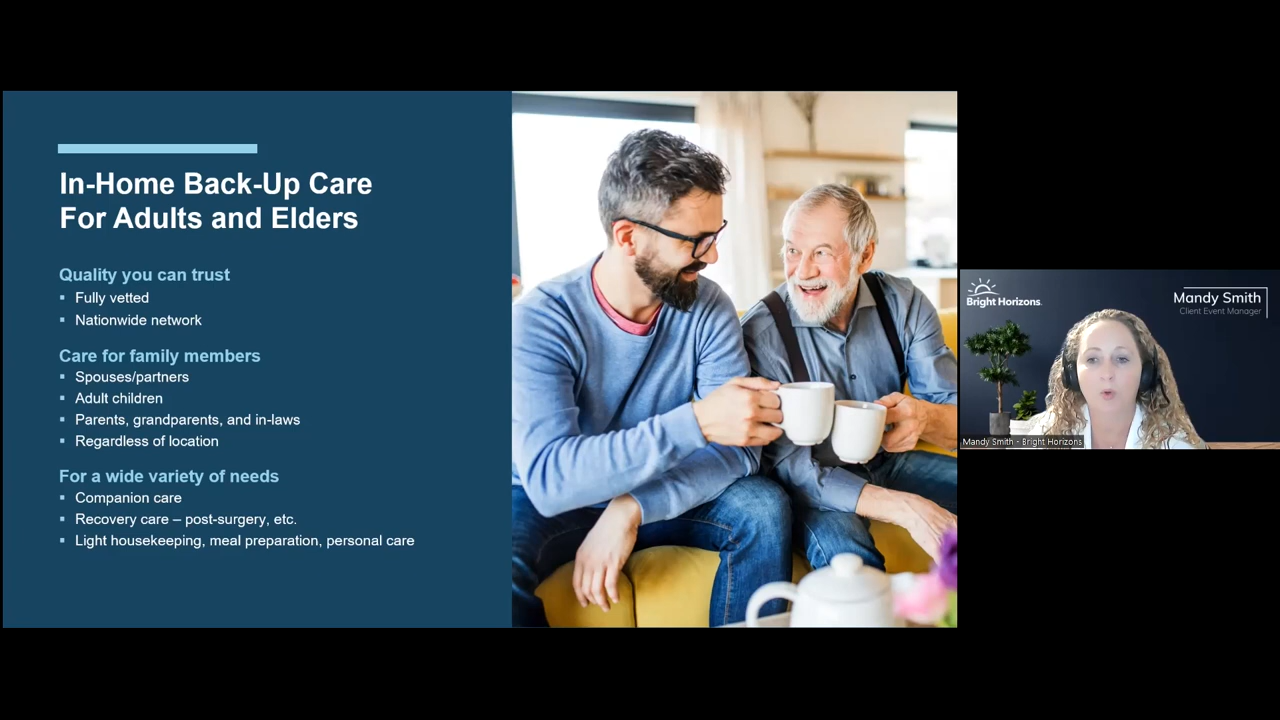 In-Home Back-Up Care
For Adults and Elders
Quality you can trust
▪ Fully vetted
▪ Nationwide network
Care for family members
▪ Spouses/partners
▪ Adult children
▪ Parents, grandparents, and in-laws
▪ Regardless of location
For a wide variety of needs
▪ Companion care
▪ Recovery care – post-surgery, etc.
▪ Light housekeeping, meal preparation, personal care
Bright Horizons.
Mandy Smith
Client Event Manager
Mandy Smith - Bright Horizons